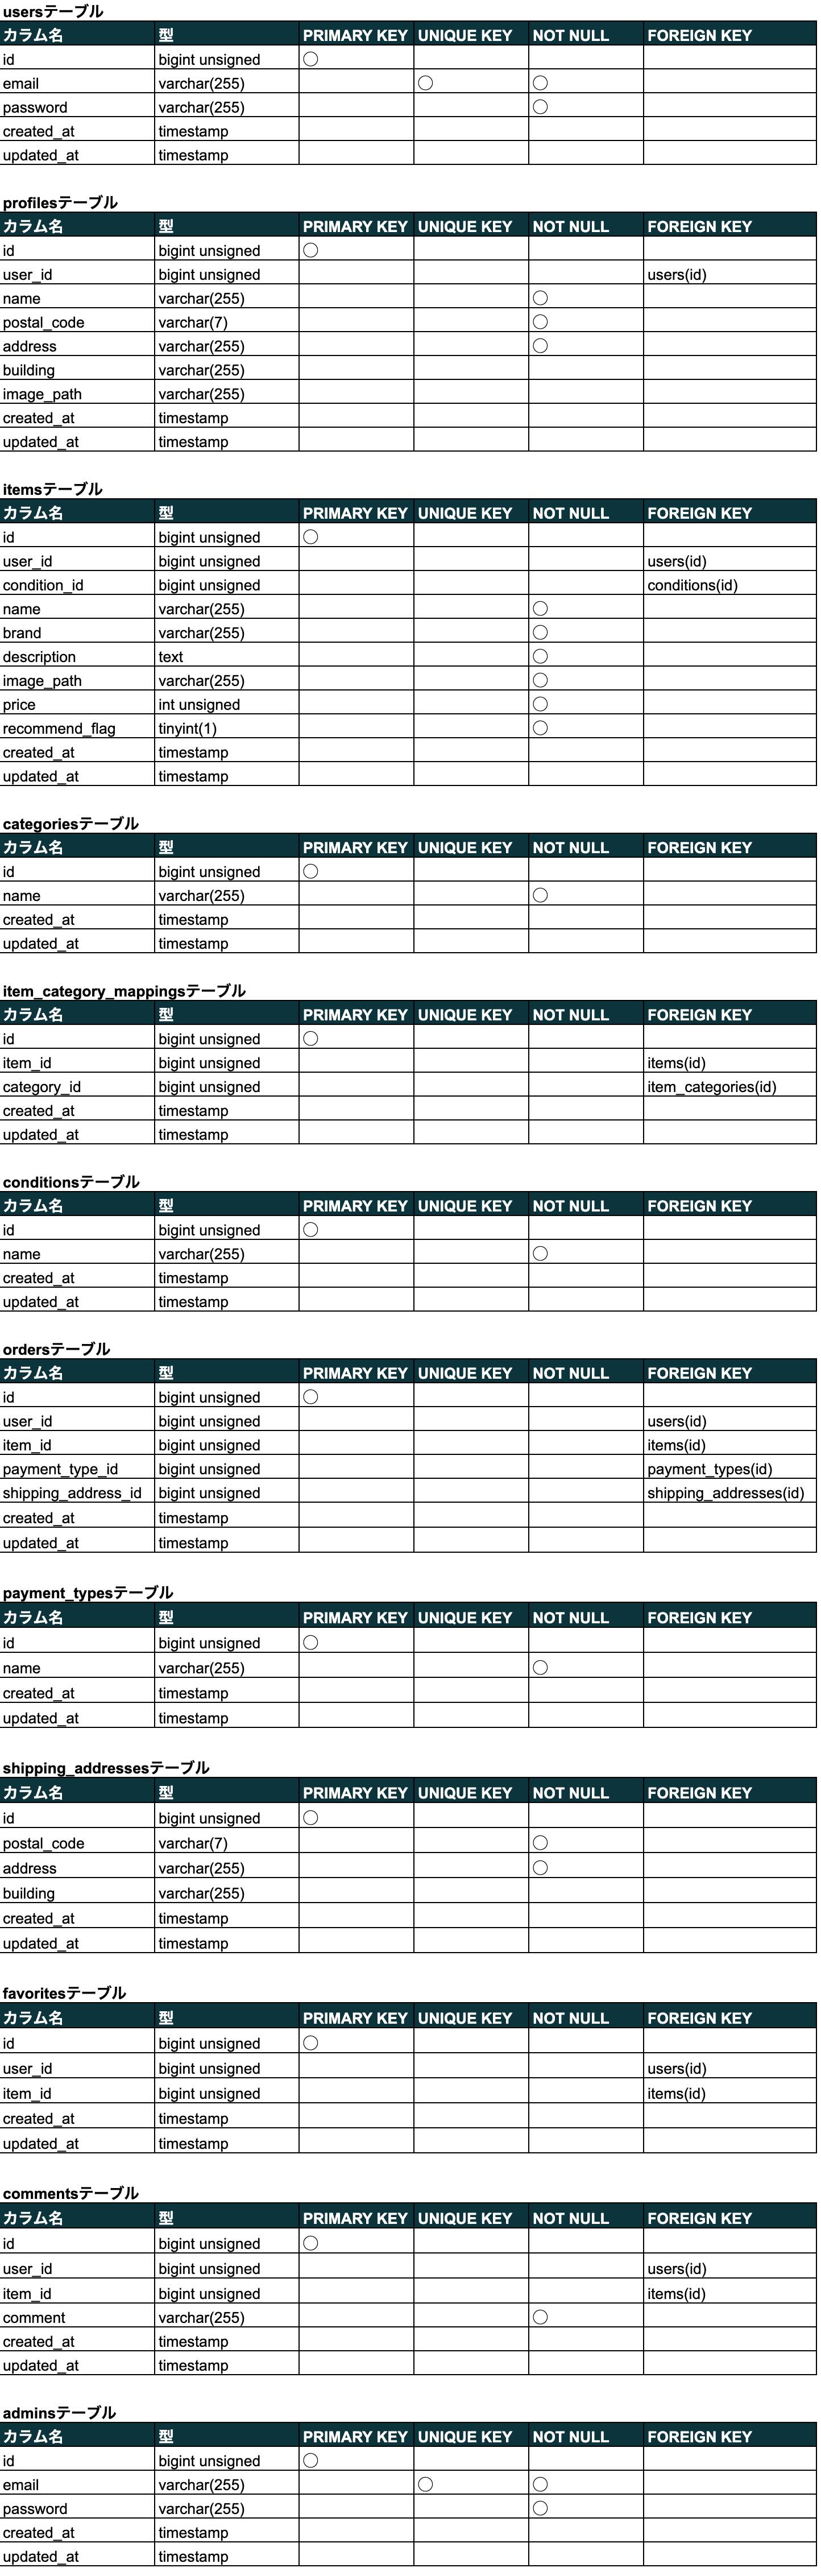 usersテーブル
カラム名 型 PRIMARY KEY UNIQUE KEY NOT NULL FOREIGN KEY
id bigint unsigned ○
email varchar(255) ○ ○
password varchar(255) ○
created_at timestamp
updated_at timestamp
profilesテーブル
カラム名 型 PRIMARY KEY UNIQUE KEY NOT NULL FOREIGN KEY
id bigint unsigned ○
user_id bigint unsigned users(id)
name varchar(255) ○
postal_code varchar(7) ○
address varchar(255) ○
building varchar(255)
image_path varchar(255)
created_at timestamp
updated_at timestamp
itemsテーブル
カラム名 型 PRIMARY KEY UNIQUE KEY NOT NULL FOREIGN KEY
id bigint unsigned ○
user_id bigint unsigned users(id)
condition_id bigint unsigned conditions(id)
name varchar(255) ○
brand varchar(255) ○
description text ○
image_path varchar(255) ○
price int unsigned ○
recommend_flag tinyint(1) ○
created_at timestamp
updated_at timestamp
categoriesテーブル
カラム名 型 PRIMARY KEY UNIQUE KEY NOT NULL FOREIGN KEY
id bigint unsigned ○
name varchar(255) ○
created_at timestamp
updated_at timestamp
item_category_mappingsテーブル
カラム名 型 PRIMARY KEY UNIQUE KEY NOT NULL FOREIGN KEY
id bigint unsigned ○
item_id bigint unsigned items(id)
category_id bigint unsigned item_categories(id)
created_at timestamp
updated_at timestamp
conditionsテーブル
カラム名 型 PRIMARY KEY UNIQUE KEY NOT NULL FOREIGN KEY
id bigint unsigned ○
name varchar(255) ○
created_at timestamp
updated_at timestamp
ordersテーブル
カラム名 型 PRIMARY KEY UNIQUE KEY NOT NULL FOREIGN KEY
id bigint unsigned ○
user_id bigint unsigned users(id)
item_id bigint unsigned items(id)
payment_type_id bigint unsigned payment_types(id)
shipping_address_id bigint unsigned shipping_addresses(id)
created_at timestamp
updated_at timestamp
payment_typesテーブル
カラム名 型 PRIMARY KEY UNIQUE KEY NOT NULL FOREIGN KEY
id bigint unsigned ○
name varchar(255) ○
created_at timestamp
updated_at timestamp
shipping_addressesテーブル
カラム名 型 PRIMARY KEY UNIQUE KEY NOT NULL FOREIGN KEY
id bigint unsigned ○
postal_code varchar(7) ○
address varchar(255) ○
building varchar(255)
created_at timestamp
updated_at timestamp
favoritesテーブル
カラム名 型 PRIMARY KEY UNIQUE KEY NOT NULL FOREIGN KEY
id bigint unsigned ○
user_id bigint unsigned users(id)
item_id bigint unsigned items(id)
created_at timestamp
updated_at timestamp
commentsテーブル
カラム名 型 PRIMARY KEY UNIQUE KEY NOT NULL FOREIGN KEY
id bigint unsigned ○
user_id bigint unsigned users(id)
item_id bigint unsigned items(id)
comment varchar(255) ○
created_at timestamp
updated_at timestamp
adminsテーブル
カラム名 型 PRIMARY KEY UNIQUE KEY NOT NULL FOREIGN KEY
id bigint unsigned ○
email varchar(255) ○ ○
password varchar(255) ○
created_at timestamp
updated_at timestamp